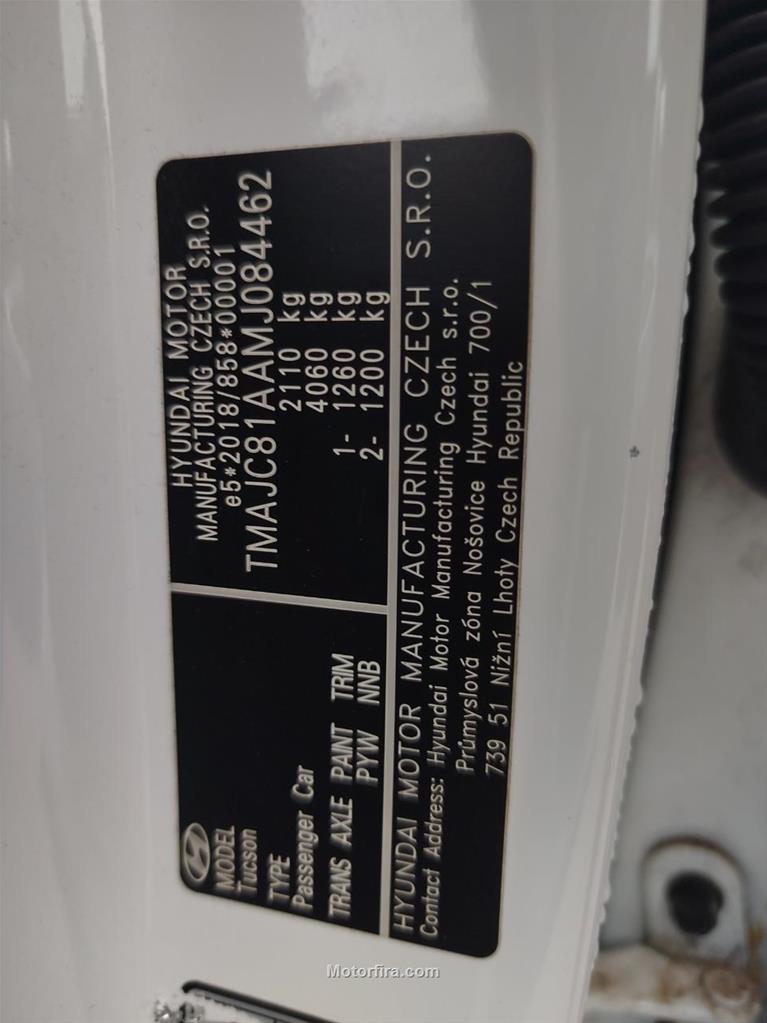 MODEL
Tucson
TYPE
Passenger Car
TRANS AXLE PAINT TRIM
PYW NNB
HYUNDAI MOTOR
MANUFACTURING CZECH S.R.O.
e5*2018/858*00001
TMAJC81AAMJ084462
2110 kg
4060 kg
1- 1260 kg
2- 1200 kg
HYUNDAI MOTOR MANUFACTURING CZECH S.R.O.
Contact Address: Hyundai Motor Manufacturing Czech s.r.o.
Průmyslová zóna Nošovice Hyundai 700/1
739 51 Nižní Lhoty Czech Republic
Motorfira.com